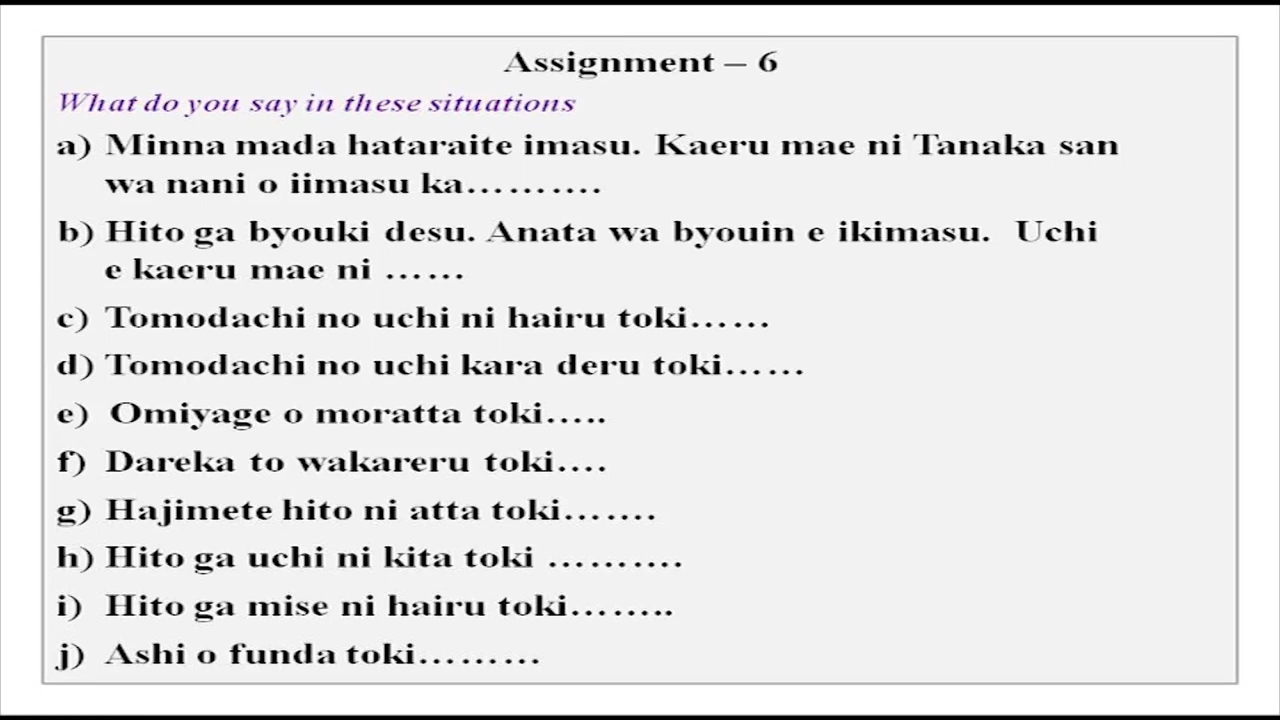 Assignment – 6
What do you say in these situations
a) Minna mada hataraite imasu. Kaeru mae ni Tanaka san
wa nani o iimasu ka……….
b) Hito ga byouki desu. Anata wa byouin e ikimasu. Uchi
e kaeru mae ni ……
c) Tomodachi no uchi ni hairu toki……
d) Tomodachi no uchi kara deru toki……
e) Omiyage o moratta toki…..
f) Dareka to wakareru toki….
g) Hajimete hito ni atta toki…….
h) Hito ga uchi ni kita toki ……….
i) Hito ga mise ni hairu toki……..
j) Ashi o funda toki………